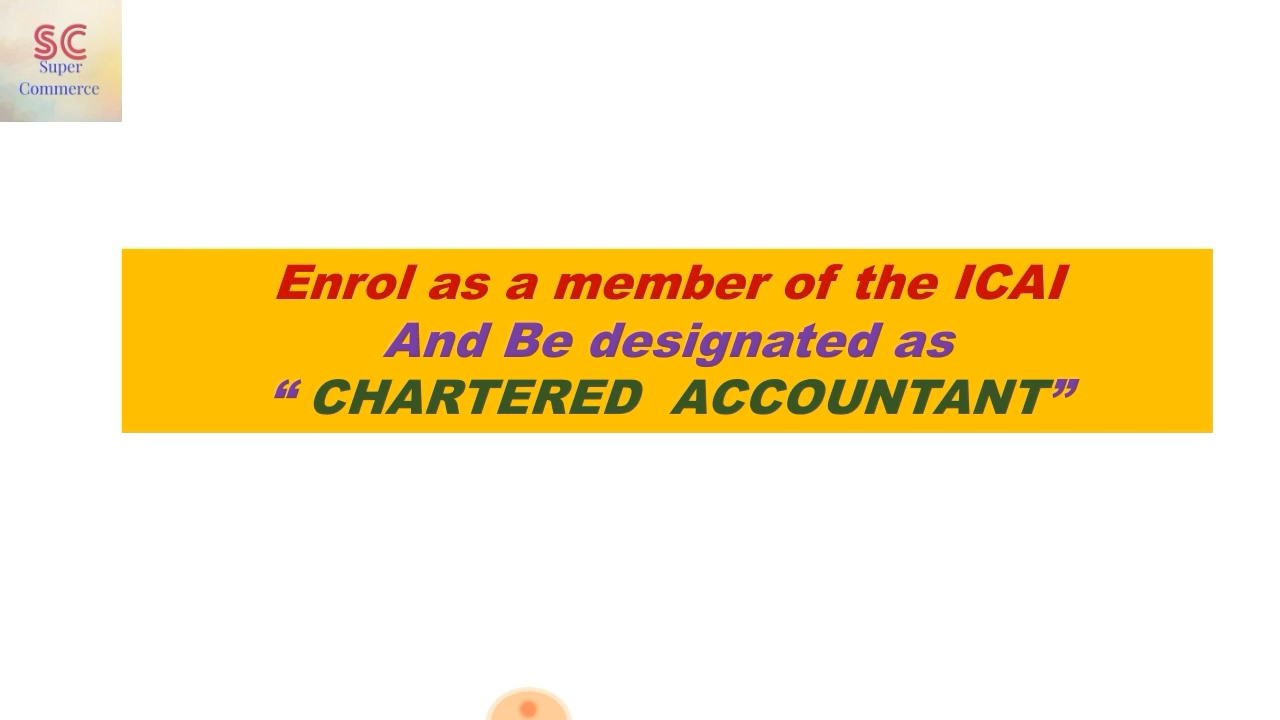 SC
Super
Commerce
Enrol as a member of the ICAI
And Be designated as
“ CHARTERED ACCOUNTANT”